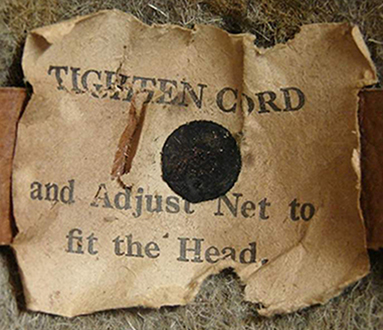 TIGHTEN CORD
and Adjust Net to
fit the Head.